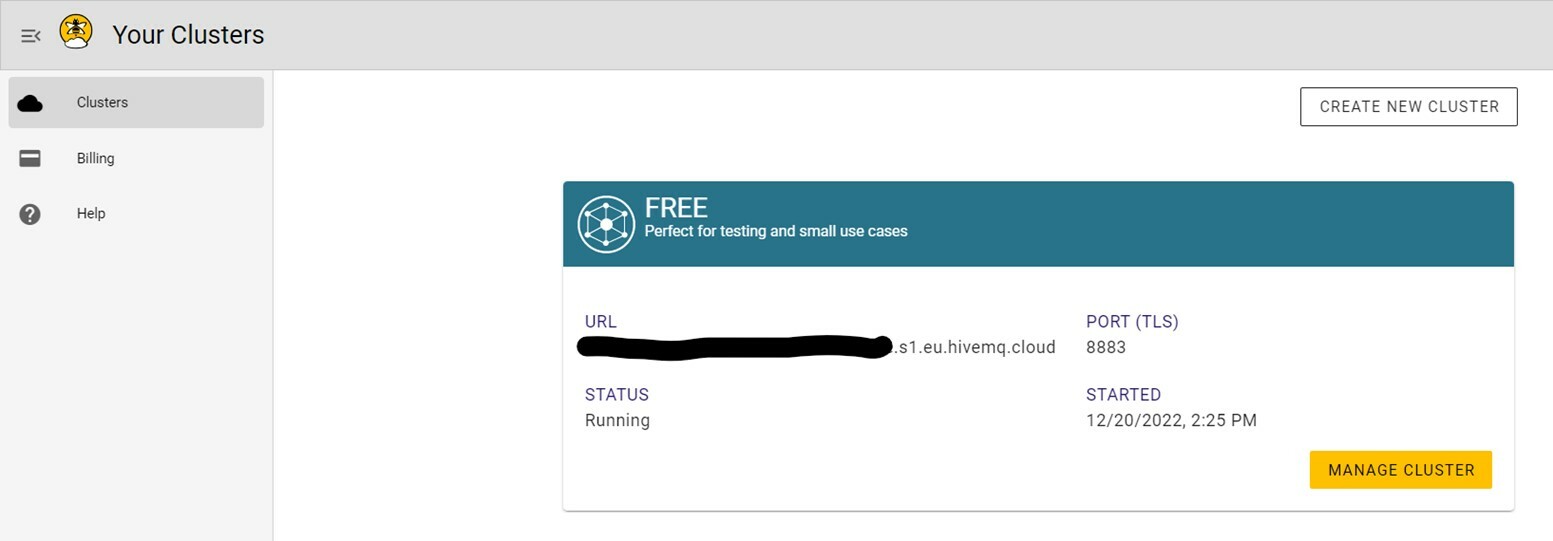 Your Clusters
Clusters
Billing
Help
CREATE NEW CLUSTER
FREE
Perfect for testing and small use cases
URL
.s1.eu.hivemq.cloud
PORT (TLS)
8883
STATUS
Running
STARTED
12/20/2022, 2:25 PM
MANAGE CLUSTER